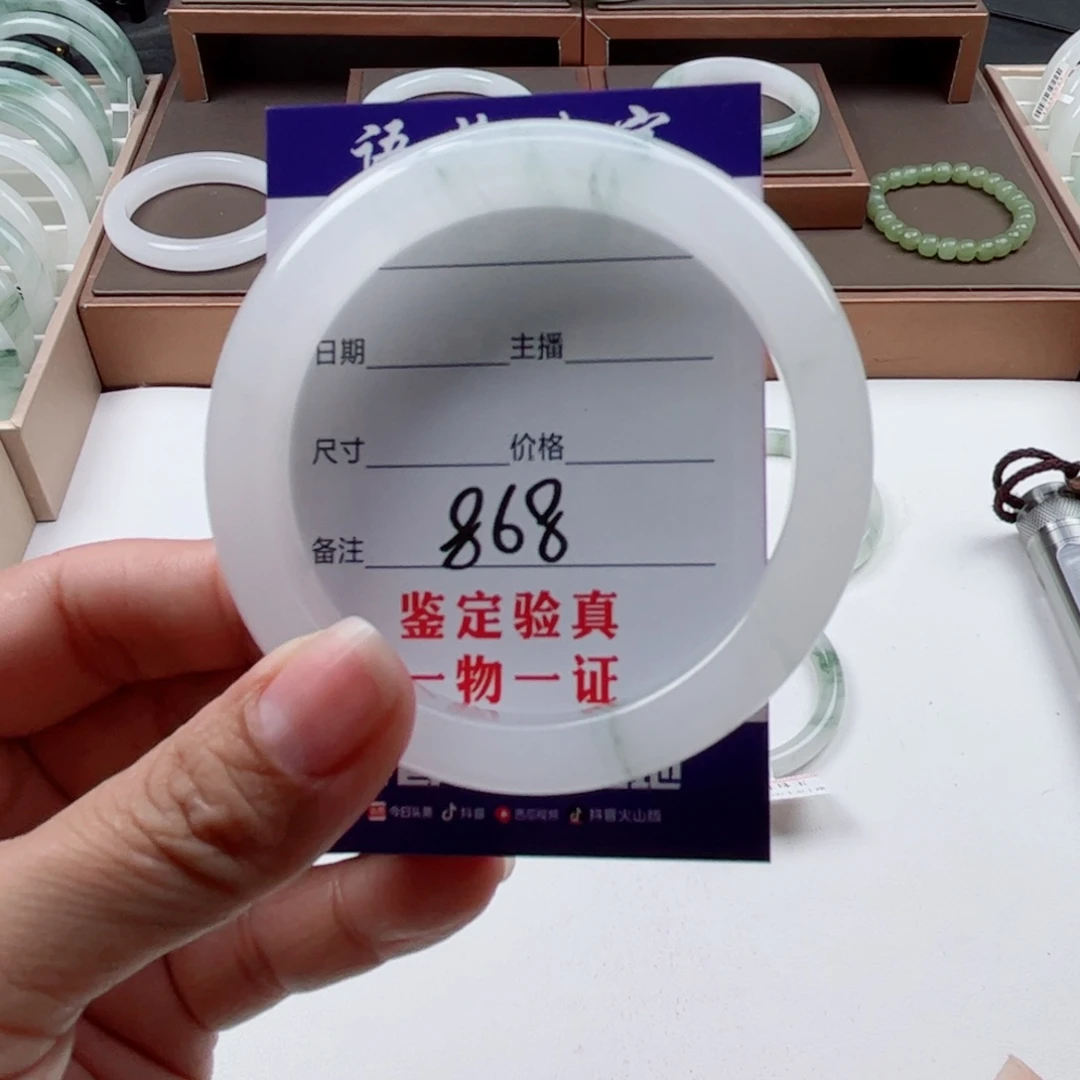 日期 主播
尺寸 价格
868
备注
鉴定验真
一物一证
今日头条 抖音 西瓜视频 抖音火山版